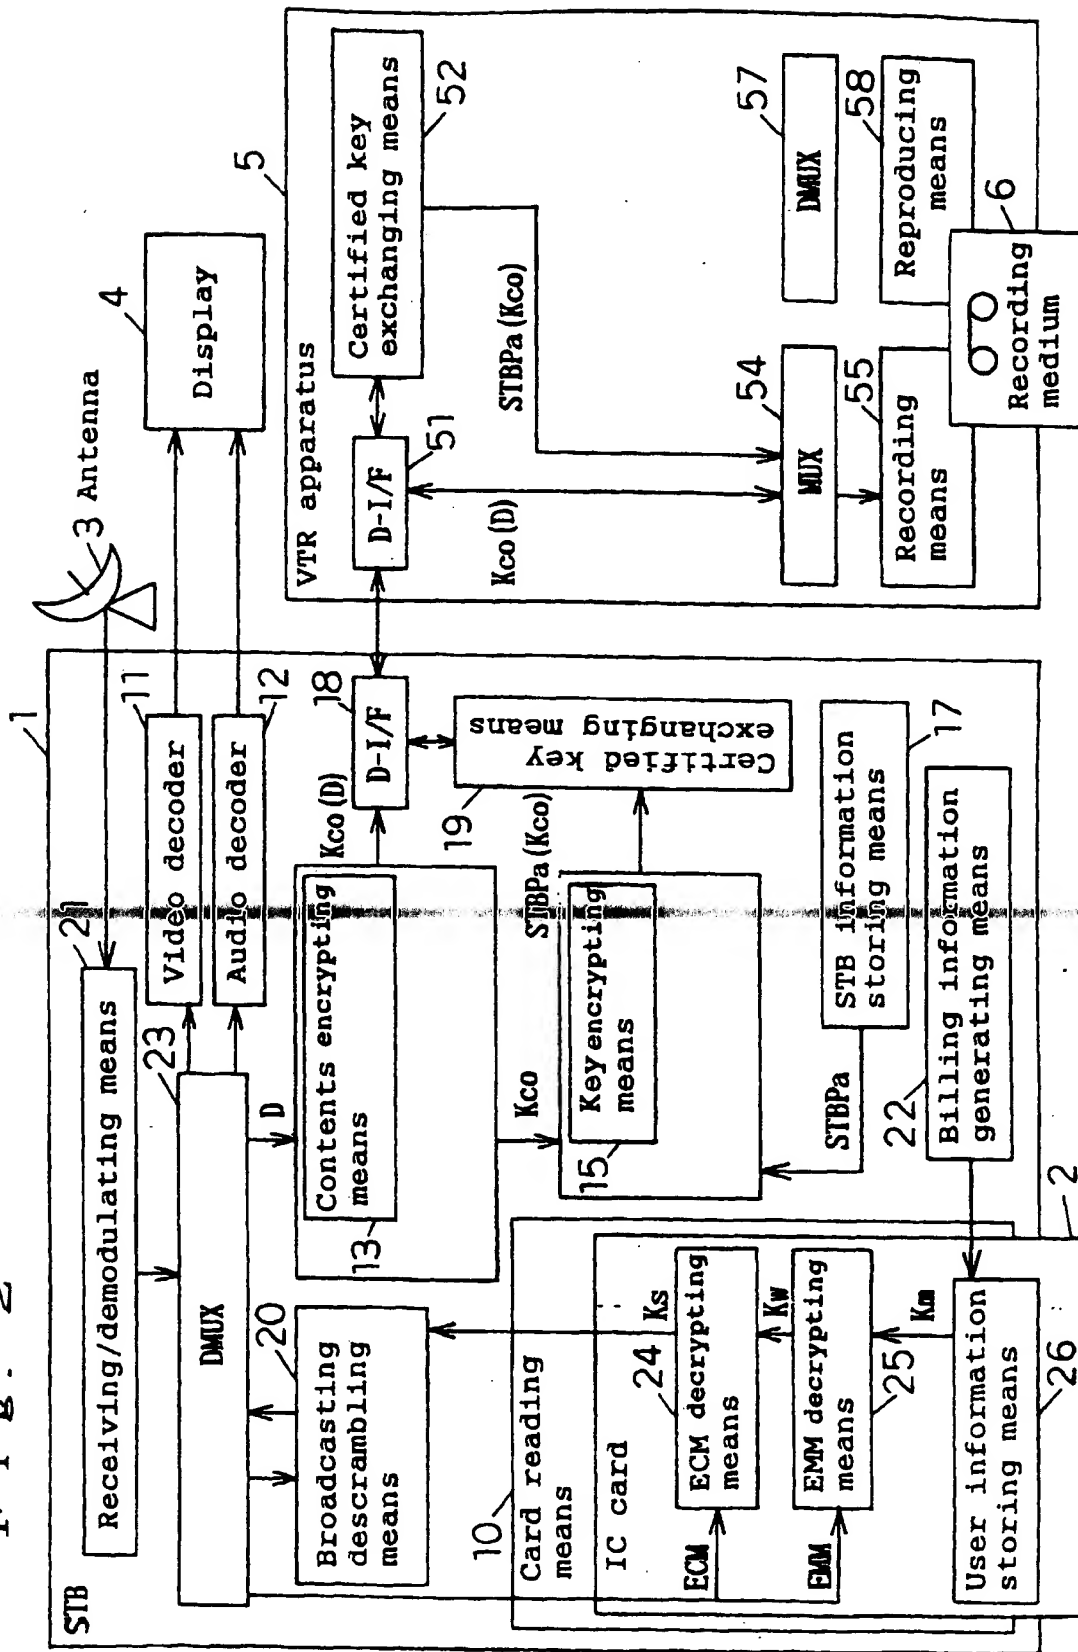 Fig. 2
STB
1
Receiving/demodulating means
21
3 Antenna
4
Display
DMUX
23
Video decoder
11
Audio decoder
12
Broadcasting
descrambling
means
20
D
Contents encrypting
means
13
Kco(D)
D-I/F
18
Certified key
exchanging means
19
Kco
Key encrypting
means
15
STBPa(Kco)
STB information
storing means
17
STBPa
Billing information
generating means
22
10
Card reading
means
IC card
2
ECM
ECM decrypting
means
24
Ks
Kw
EMM
EMM decrypting
means
25
Km
User information
storing means
26
5
VTR apparatus
D-I/F
51
Certified key
exchanging means
52
Kco(D)
STBPa(Kco)
MUX
54
DMUX
57
Recording
means
55
Reproducing
means
58
Recording
medium
6